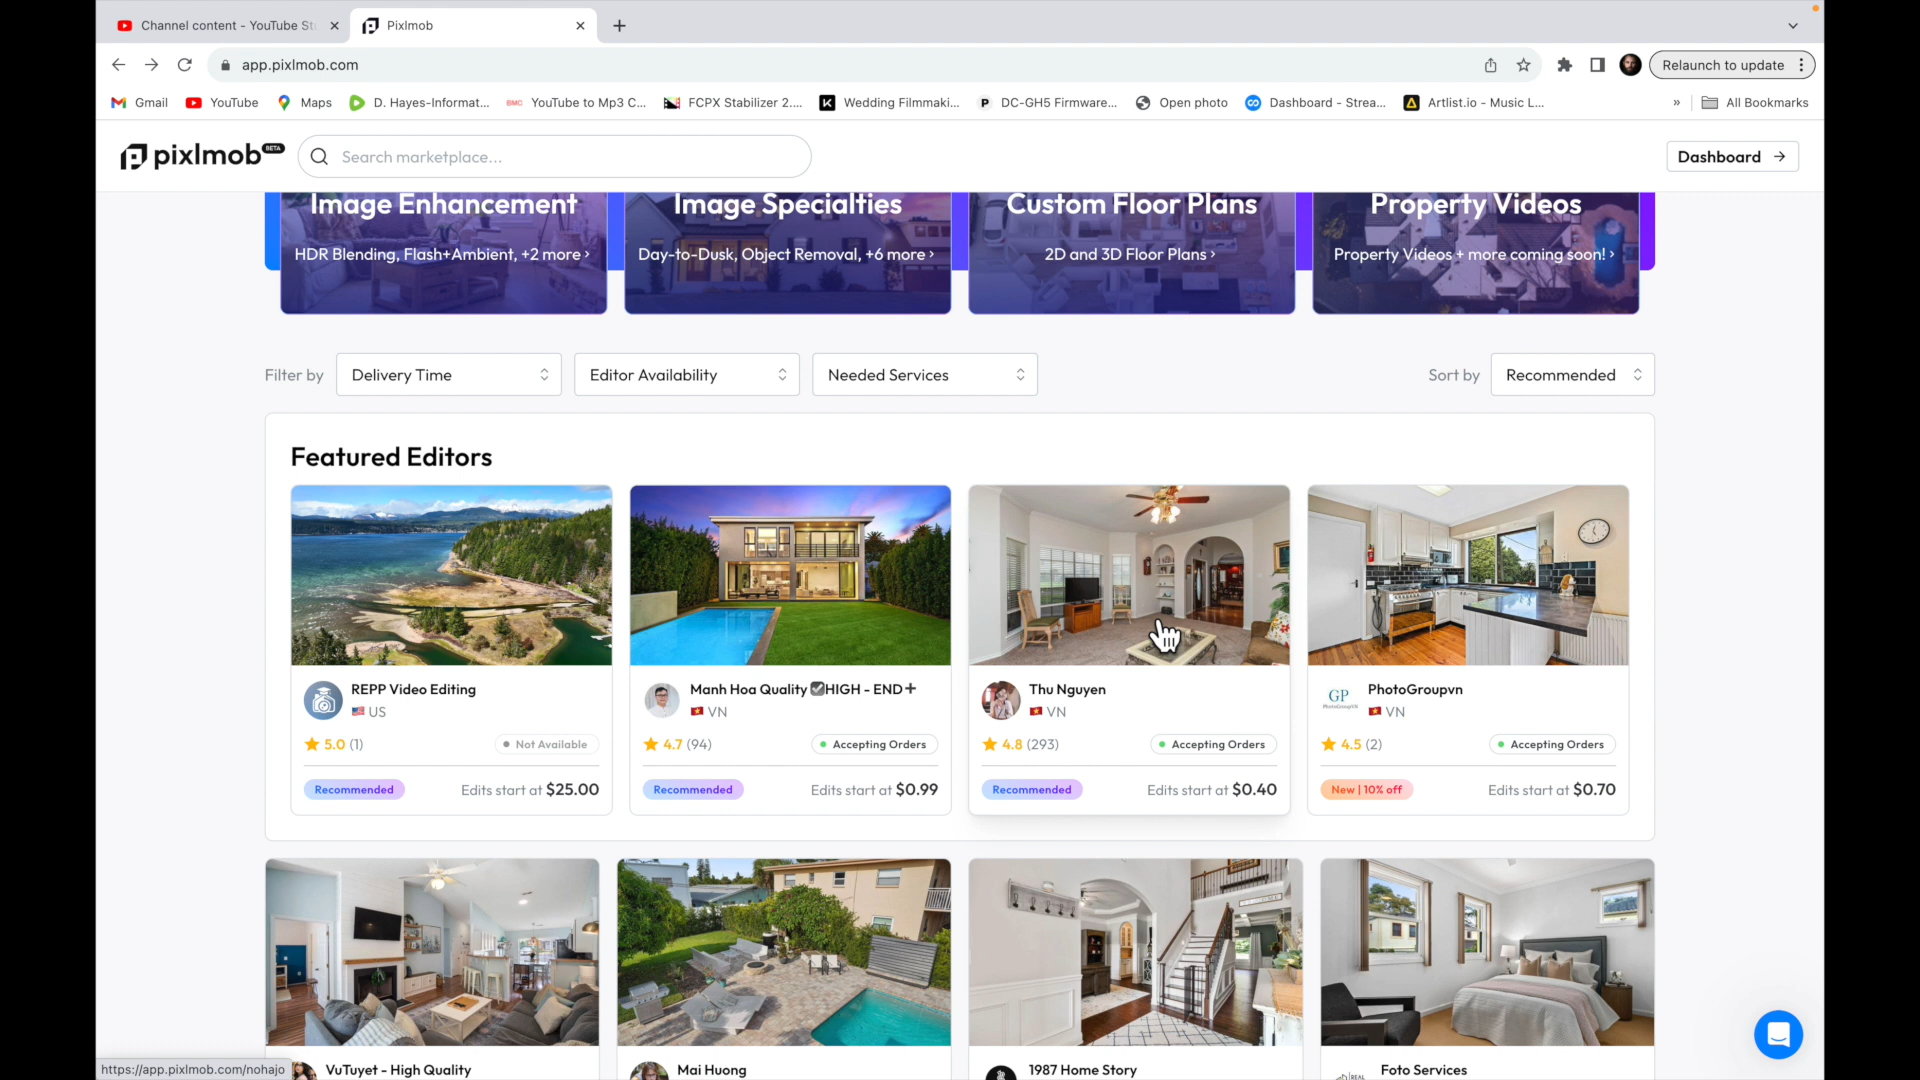 Channel content - YouTube St
Pixlmob
app.pixlmob.com
Relaunch to update
Gmail
YouTube
Maps
D. Hayes-Informat...
YouTube to Mp3 C...
FCPX Stabilizer 2....
Wedding Filmmaki...
DC-GH5 Firmware...
Open photo
Dashboard - Strea...
Artlist.io - Music L...
»
All Bookmarks
pixlmob BETA
Search marketplace...
Dashboard →
Image Enhancement
HDR Blending, Flash+Ambient, +2 more ›
Image Specialties
Day-to-Dusk, Object Removal, +6 more ›
Custom Floor Plans
2D and 3D Floor Plans ›
Property Videos
Property Videos + more coming soon! ›
Filter by
Delivery Time
Editor Availability
Needed Services
Sort by
Recommended
Featured Editors
REPP Video Editing
US
5.0 (1)
Not Available
Recommended
Edits start at $25.00
Manh Hoa Quality ☑HIGH - END+
VN
4.7 (94)
Accepting Orders
Recommended
Edits start at $0.99
Thu Nguyen
VN
4.8 (293)
Accepting Orders
Recommended
Edits start at $0.40
GP
PhotoGroupVN
PhotoGroupvn
VN
4.5 (2)
Accepting Orders
New | 10% off
Edits start at $0.70
VuTuyet - High Quality
Mai Huong
1987 Home Story
REAL
Foto Services
https://app.pixlmob.com/nohajo